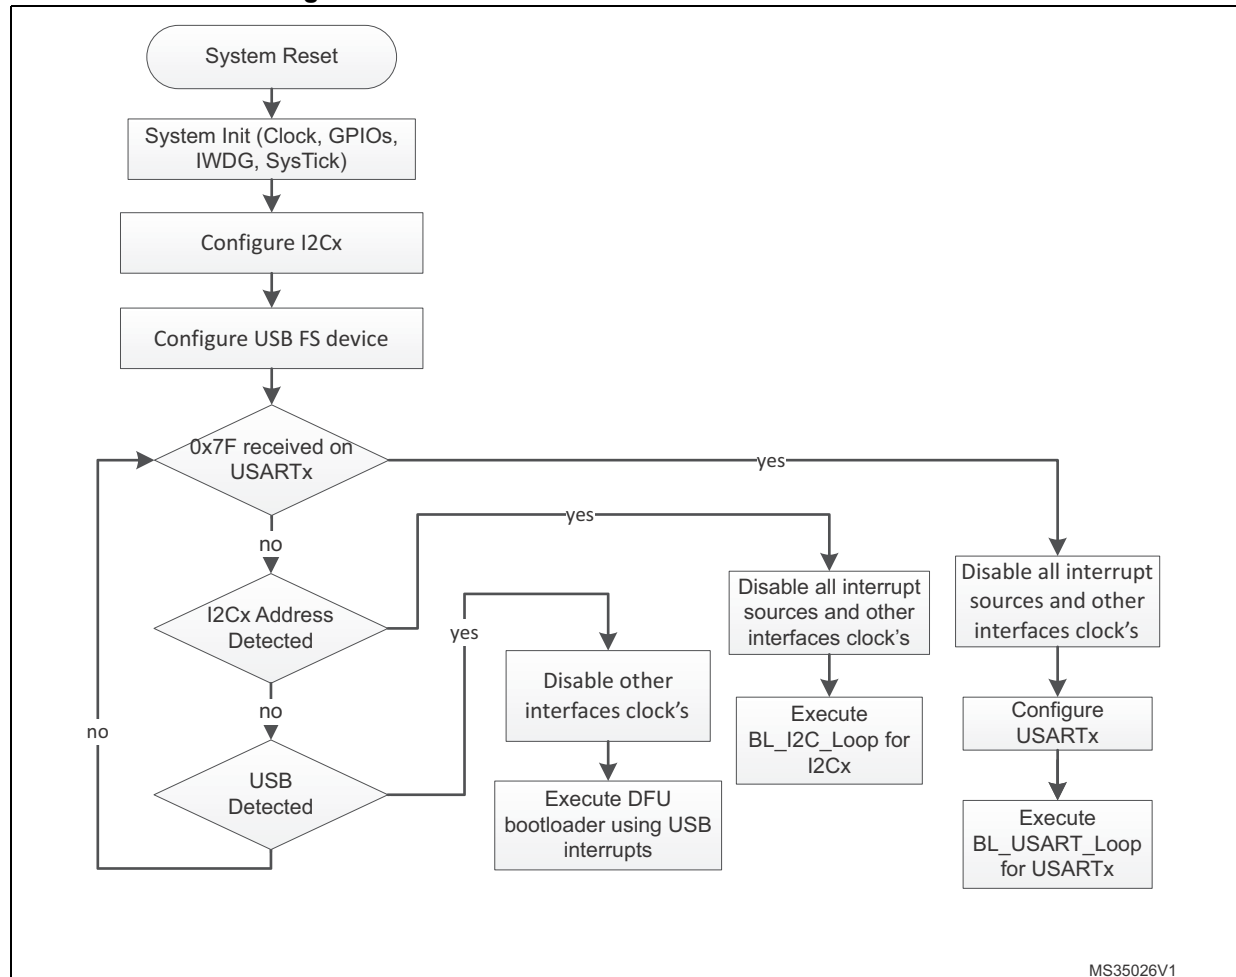 System Reset
System Init (Clock, GPIOs,
IWDG, SysTick)
Configure I2Cx
Configure USB FS device
0x7F received on
USARTx
yes
no
yes
I2Cx Address
Detected
yes
no
no
Disable all interrupt
sources and other
interfaces clock's
Disable all interrupt
sources and other
interfaces clock's
Disable other
interfaces clock's
Execute
BL_I2C_Loop for
I2Cx
Configure
USARTx
USB
Detected
Execute DFU
bootloader using USB
interrupts
Execute
BL_USART_Loop
for USARTx
MS35026V1